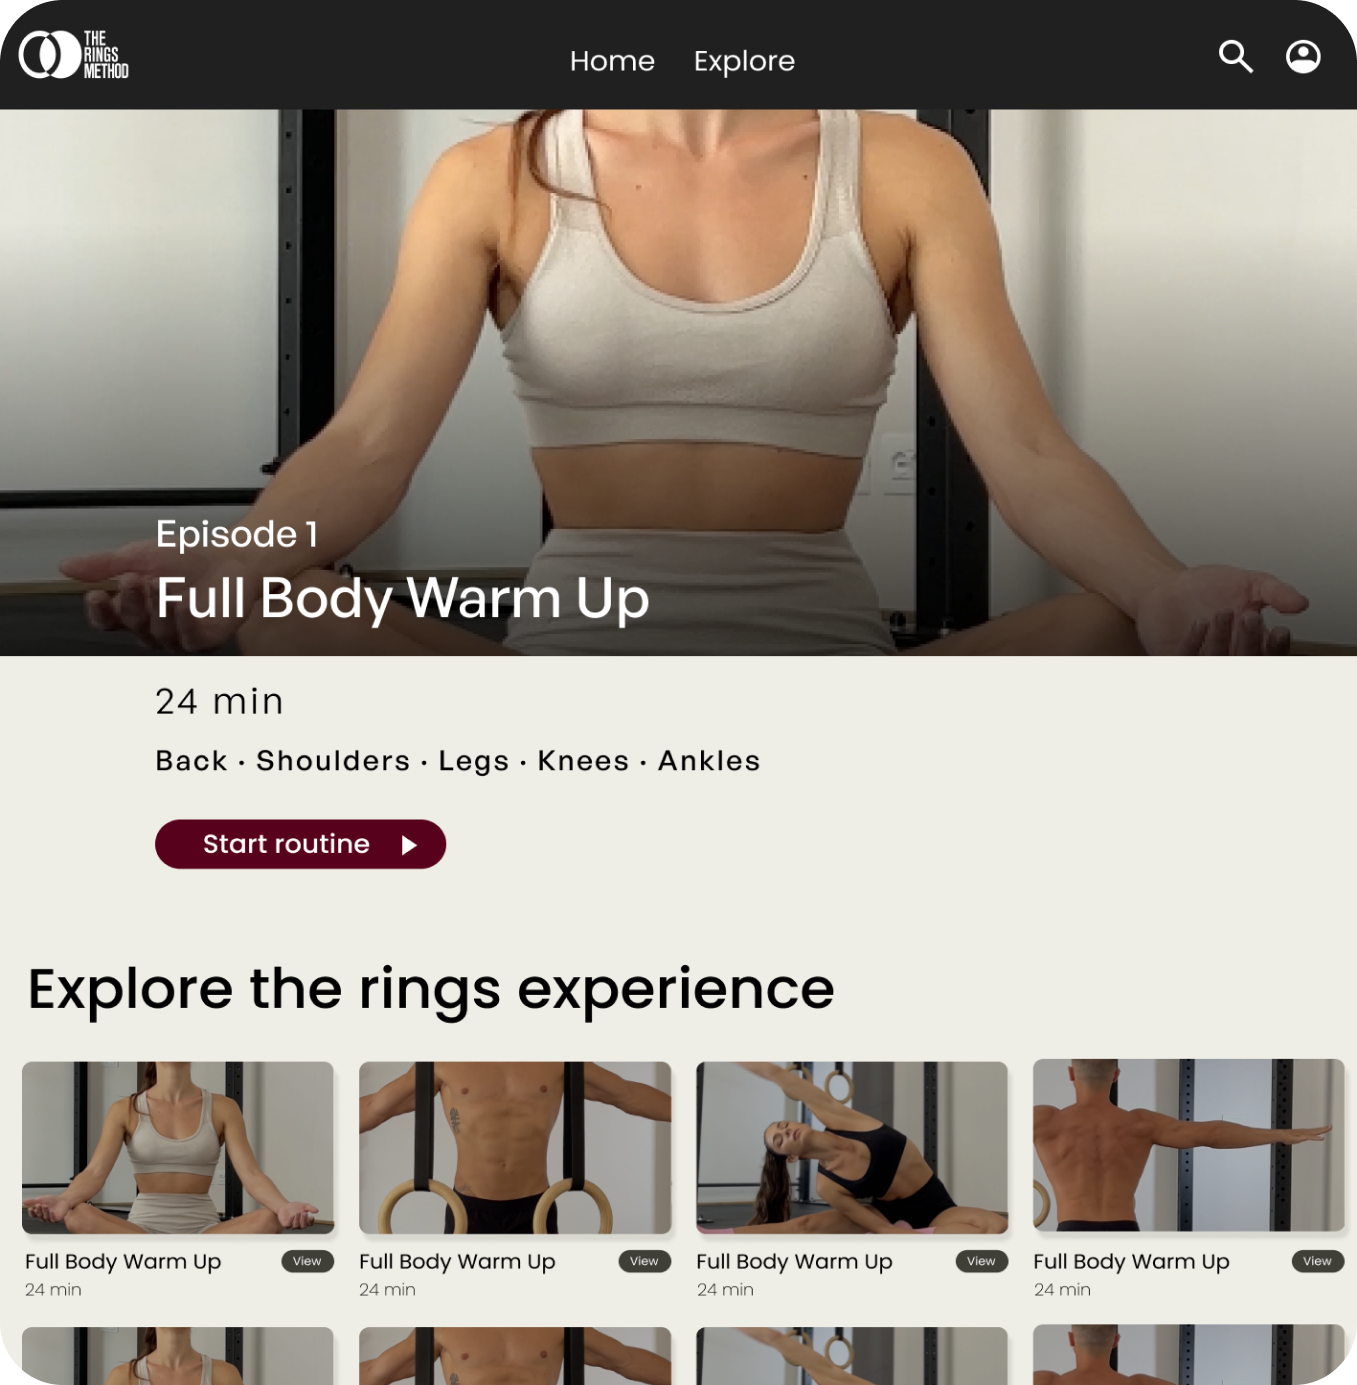 THE
RINGS
METHOD
Home Explore
Episode 1
Full Body Warm Up
24 min
Back · Shoulders · Legs · Knees · Ankles
Start routine
Explore the rings experience
Full Body Warm Up View
24 min
Full Body Warm Up View
24 min
Full Body Warm Up View
24 min
Full Body Warm Up View
24 min